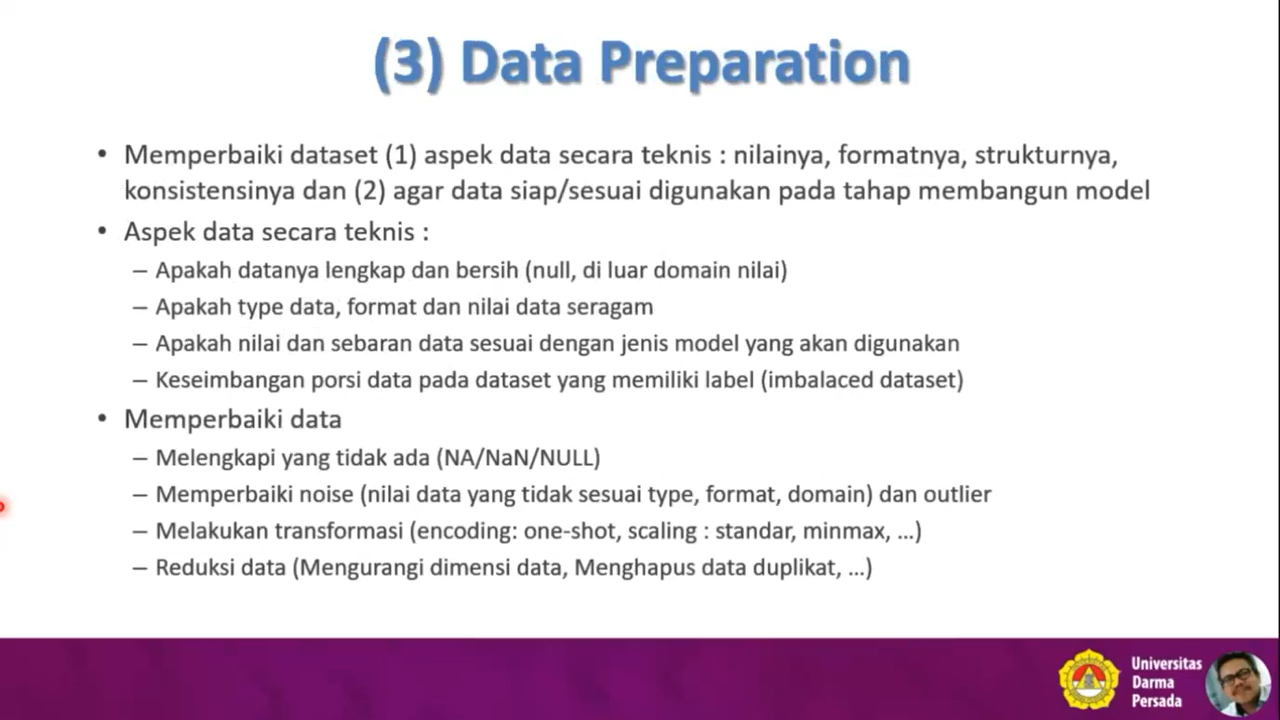 (3) Data Preparation
• Memperbaiki dataset (1) aspek data secara teknis : nilainya, formatnya, strukturnya,
konsistensinya dan (2) agar data siap/sesuai digunakan pada tahap membangun model
• Aspek data secara teknis :
– Apakah datanya lengkap dan bersih (null, di luar domain nilai)
– Apakah type data, format dan nilai data seragam
– Apakah nilai dan sebaran data sesuai dengan jenis model yang akan digunakan
– Keseimbangan porsi data pada dataset yang memiliki label (imbalaced dataset)
• Memperbaiki data
– Melengkapi yang tidak ada (NA/NaN/NULL)
– Memperbaiki noise (nilai data yang tidak sesuai type, format, domain) dan outlier
– Melakukan transformasi (encoding: one-shot, scaling : standar, minmax, ...)
– Reduksi data (Mengurangi dimensi data, Menghapus data duplikat, ...)
Universitas
Darma
Persada